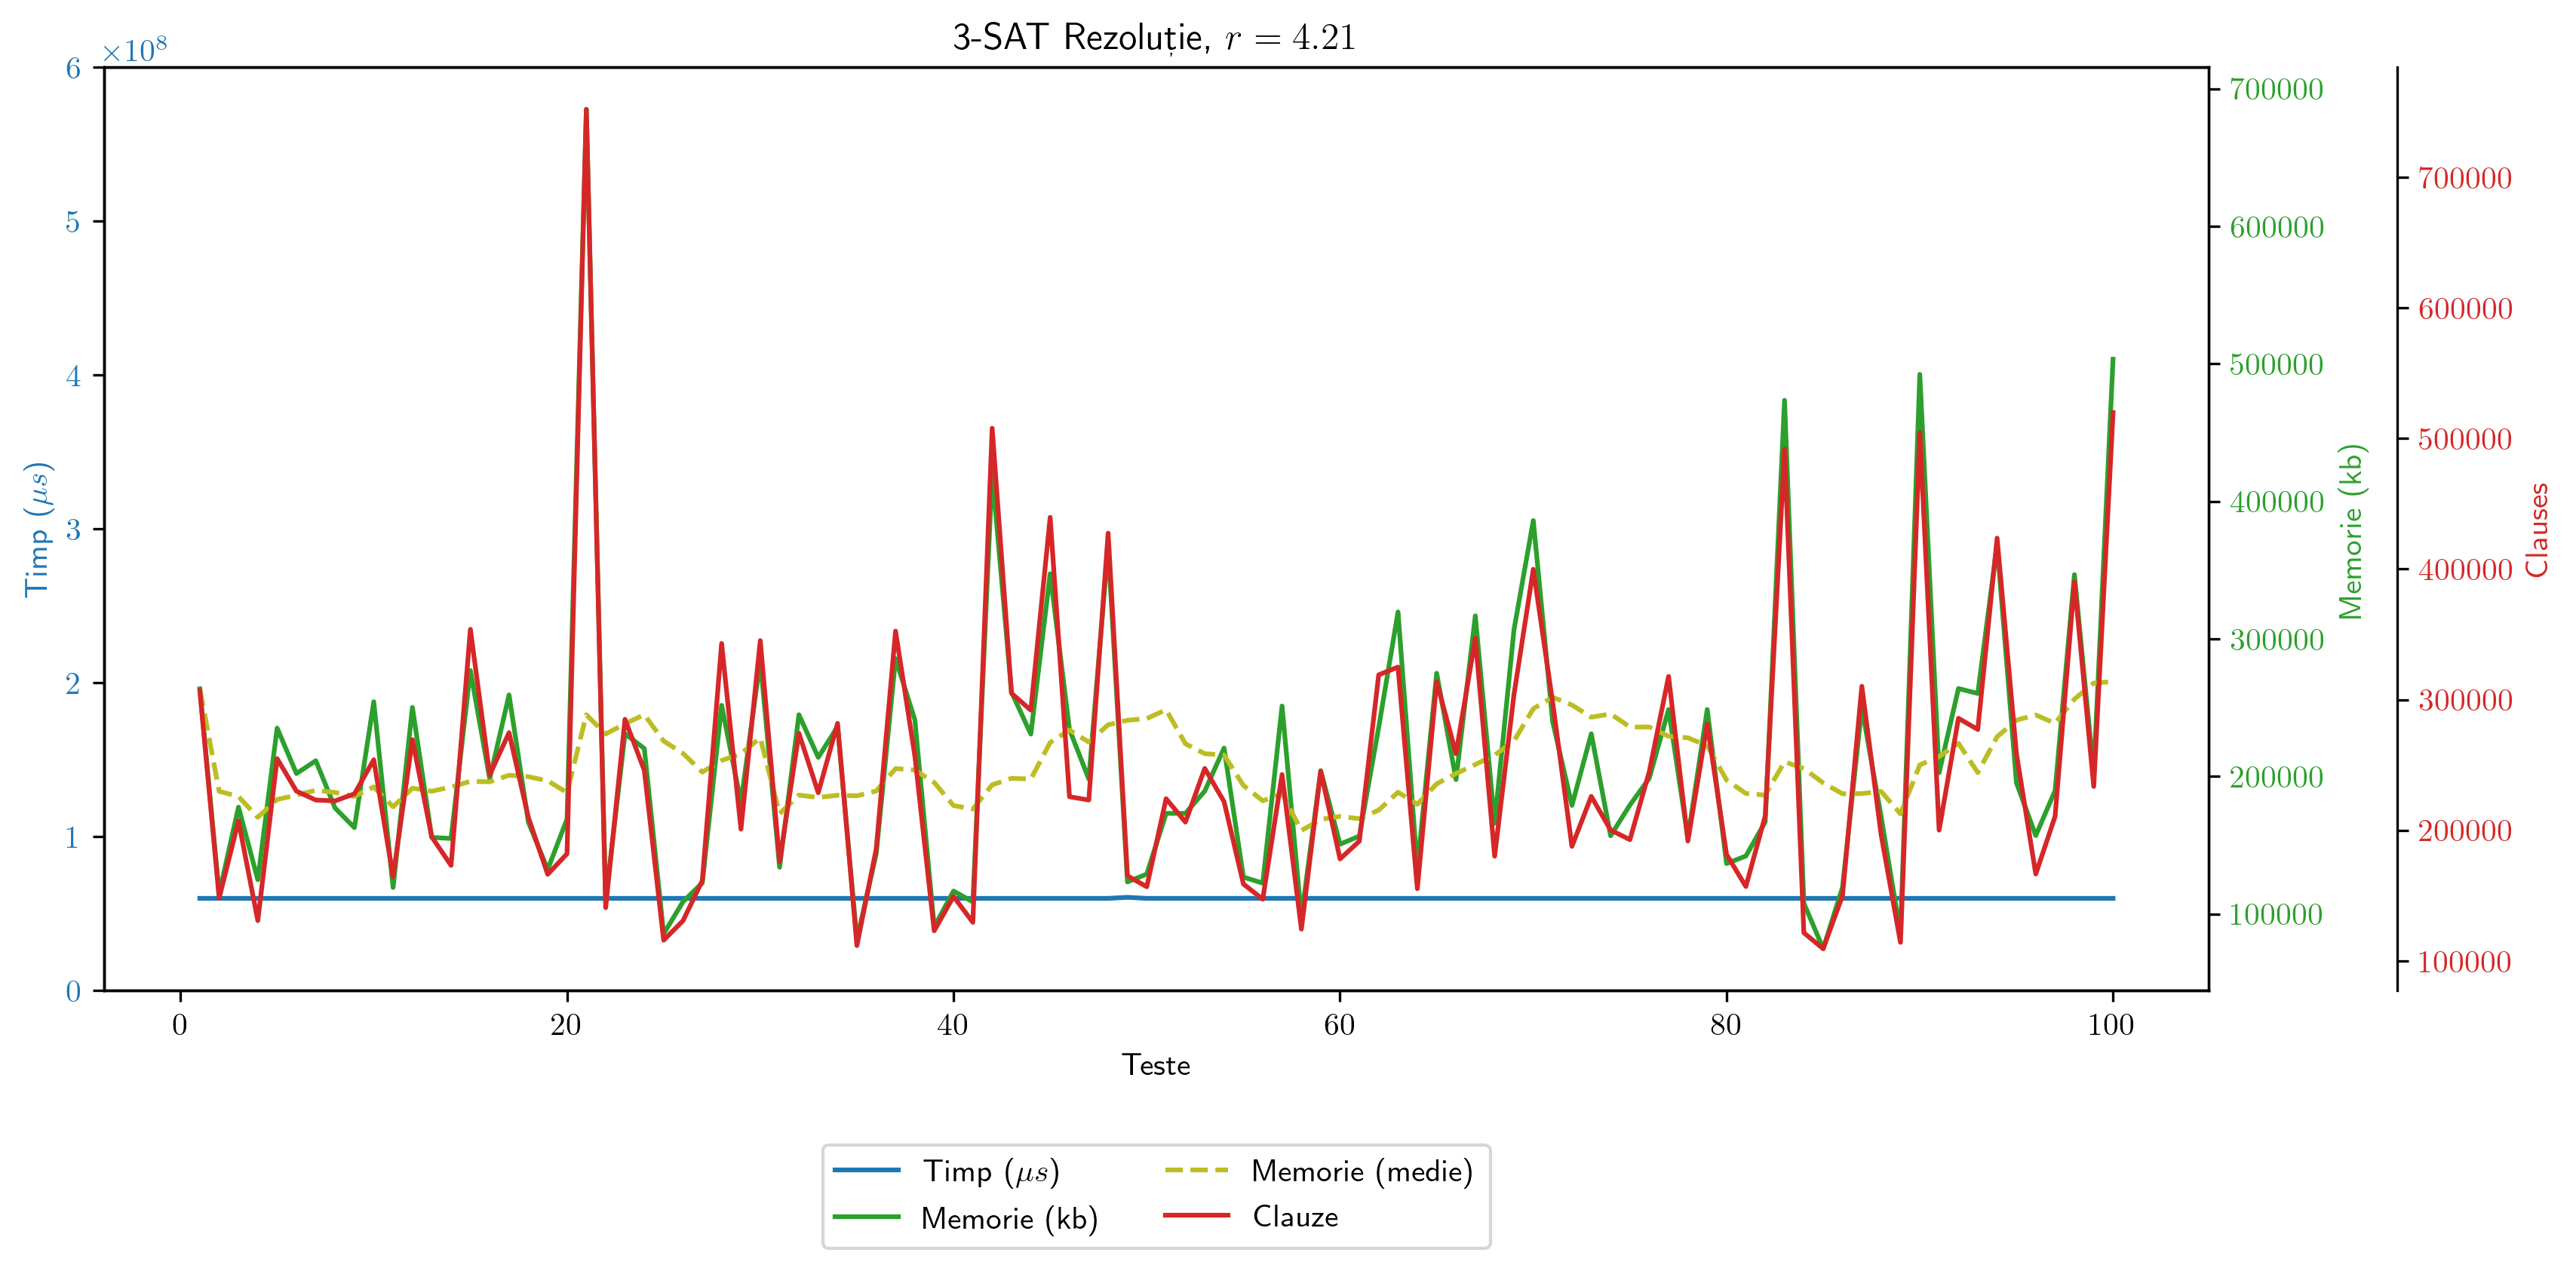 3-SAT Rezoluție, r = 4.21
×10⁸
6
5
4
3
2
1
0
Timp (μs)
700000
600000
500000
400000
300000
200000
100000
Memorie (kb)
700000
600000
500000
400000
300000
200000
100000
Clauses
0 20 40 60 80 100
Teste
Timp (μs) Memorie (medie)
Memorie (kb) Clauze